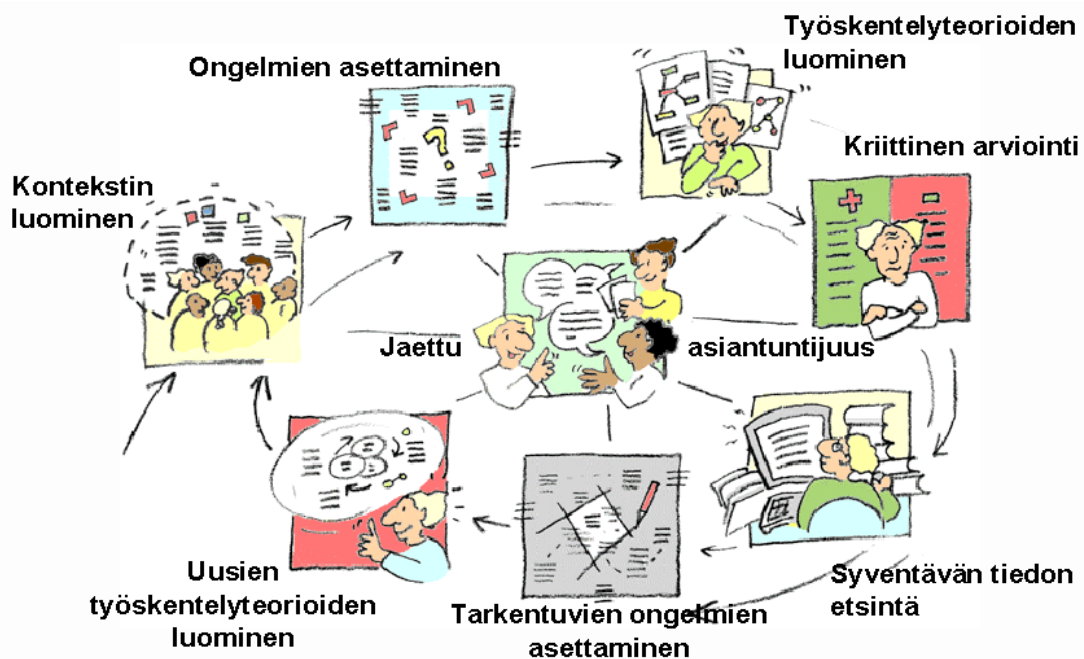 Työskentelyteorioiden
luominen
Ongelmien asettaminen
Kriittinen arviointi
Kontekstin
luominen
Jaettu
asiantuntijuus
Uusien
työskentelyteorioiden
luominen
Tarkentuvien ongelmien
asettaminen
Syventävän tiedon
etsintä